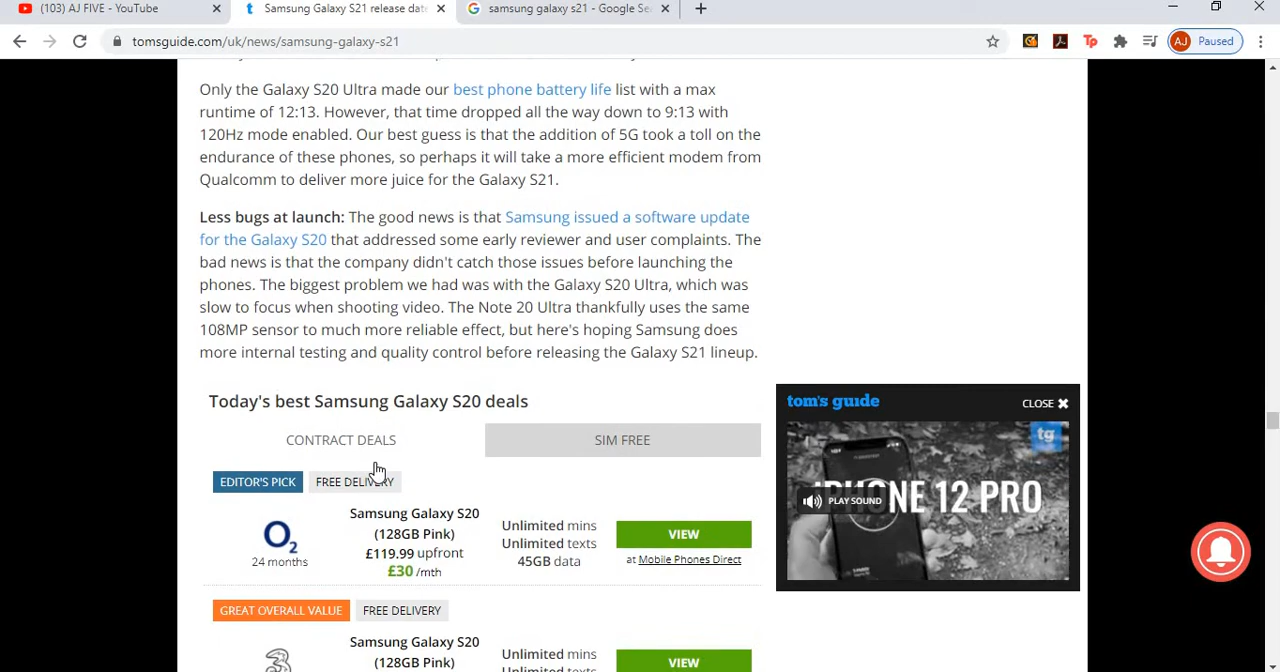 (103) AJ FIVE - YouTube
Samsung Galaxy S21 release date
samsung galaxy s21 - Google Se
tomsguide.com/uk/news/samsung-galaxy-s21
AJ
Paused
Only the Galaxy S20 Ultra made our best phone battery life list with a max
runtime of 12:13. However, that time dropped all the way down to 9:13 with
120Hz mode enabled. Our best guess is that the addition of 5G took a toll on the
endurance of these phones, so perhaps it will take a more efficient modem from
Qualcomm to deliver more juice for the Galaxy S21.
Less bugs at launch: The good news is that Samsung issued a software update
for the Galaxy S20 that addressed some early reviewer and user complaints. The
bad news is that the company didn't catch those issues before launching the
phones. The biggest problem we had was with the Galaxy S20 Ultra, which was
slow to focus when shooting video. The Note 20 Ultra thankfully uses the same
108MP sensor to much more reliable effect, but here's hoping Samsung does
more internal testing and quality control before releasing the Galaxy S21 lineup.
Today's best Samsung Galaxy S20 deals
CONTRACT DEALS
SIM FREE
EDITOR'S PICK
FREE DELIVERY
O2
24 months
Samsung Galaxy S20
(128GB Pink)
£119.99 upfront
£30 /mth
Unlimited mins
Unlimited texts
45GB data
VIEW
at Mobile Phones Direct
GREAT OVERALL VALUE
FREE DELIVERY
3
Samsung Galaxy S20
(128GB Pink)
Unlimited mins
Unlimited texts
VIEW
tom's guide
CLOSE
tg
IPHONE 12 PRO
PLAY SOUND